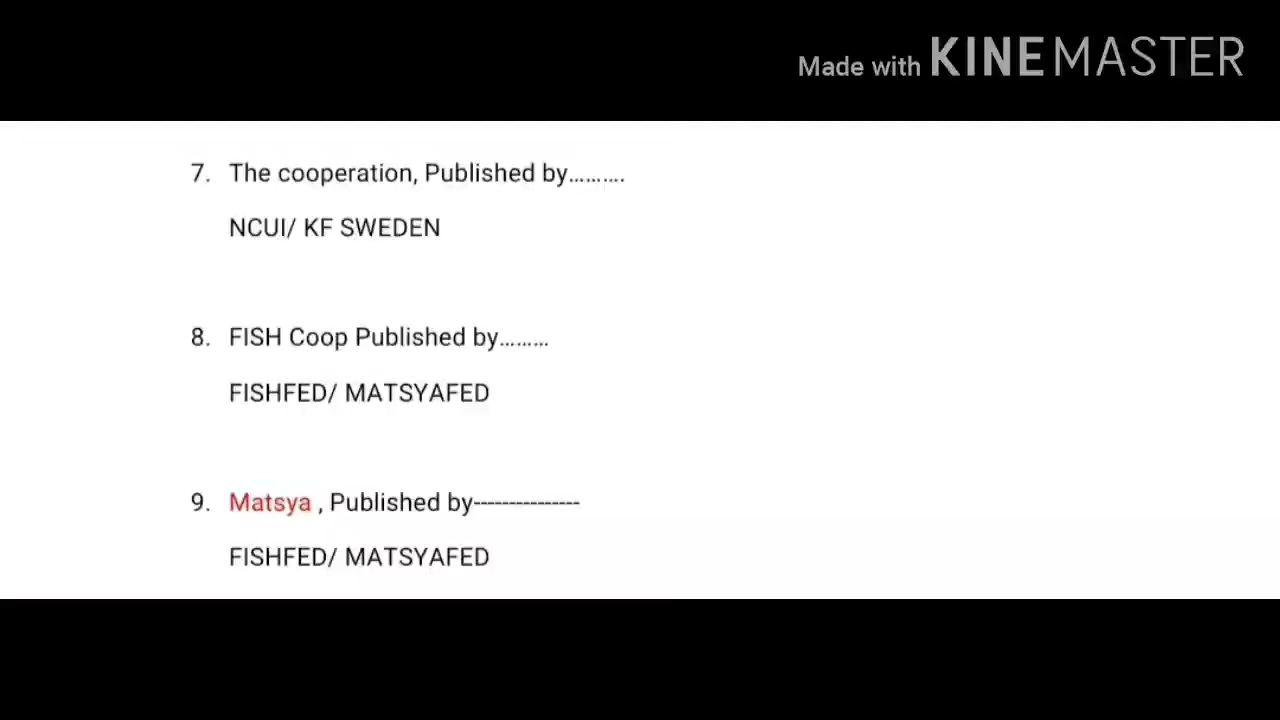 Made with KINEMASTER
7. The cooperation, Published by..........
NCUI/ KF SWEDEN
8. FISH Coop Published by.........
FISHFED/ MATSYAFED
9. Matsya , Published by---------------
FISHFED/ MATSYAFED